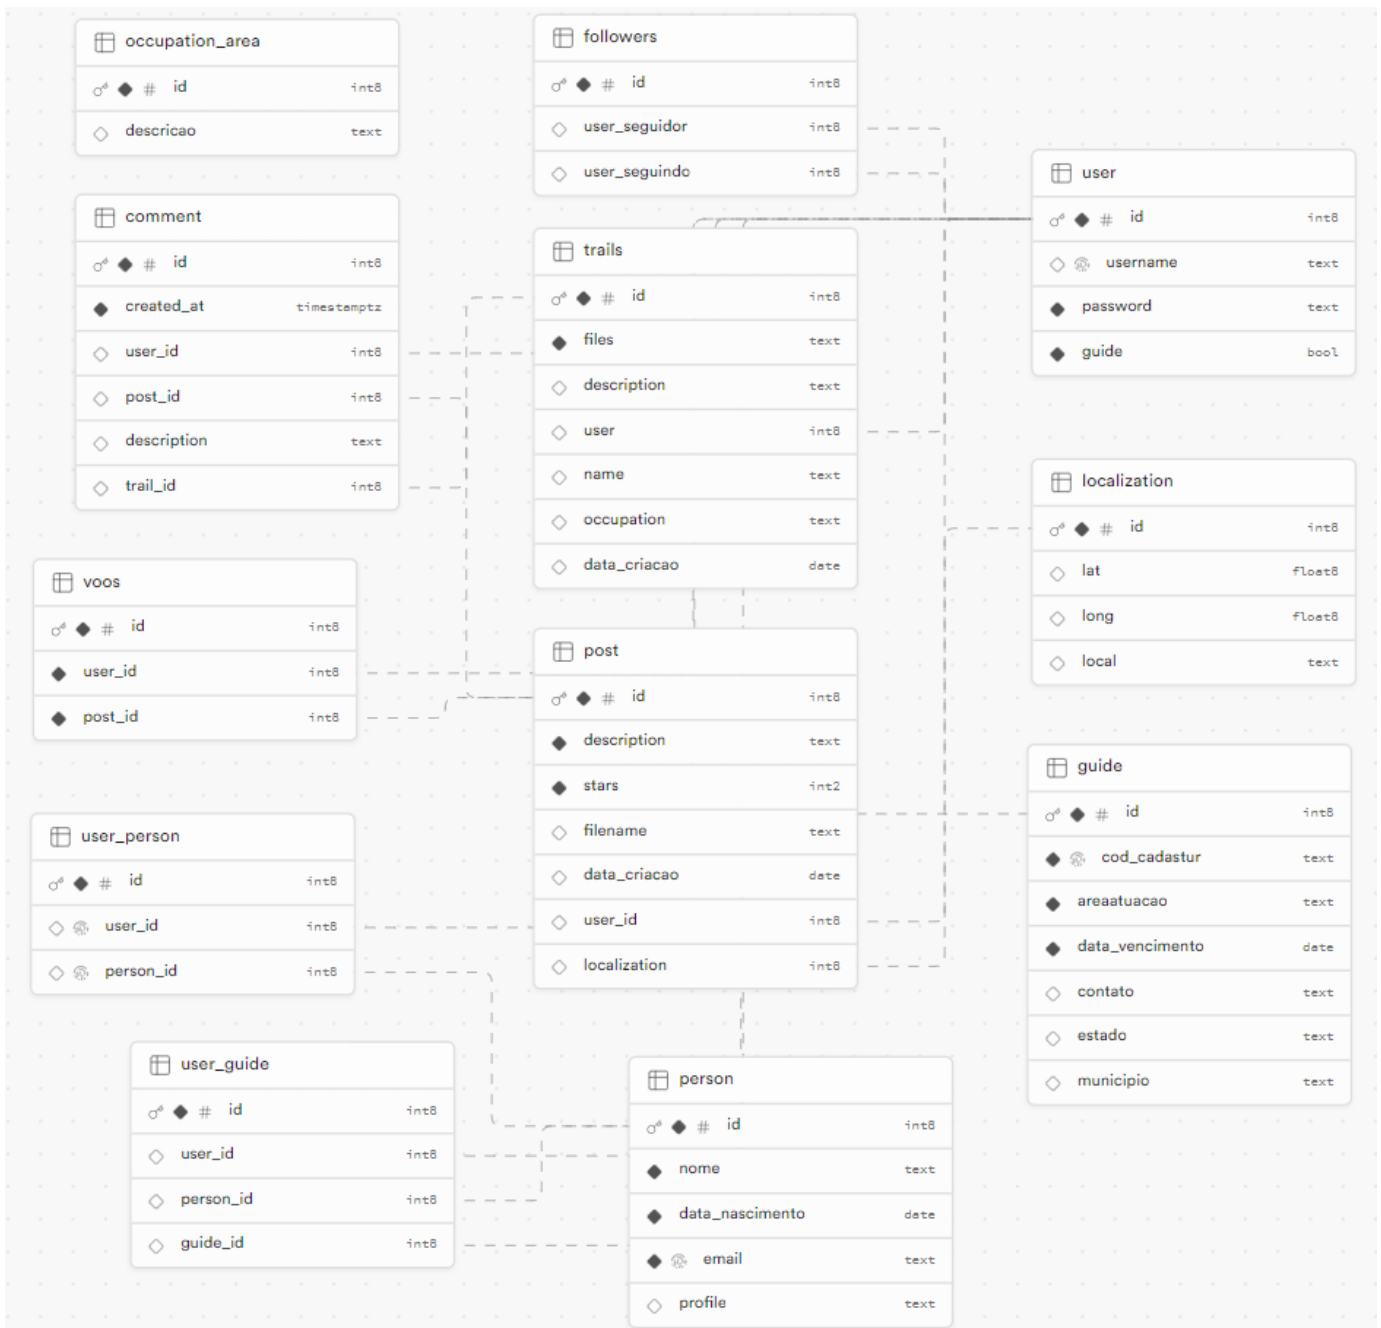 occupation_area
# id int8
descricao text
followers
# id int8
user_seguidor int8
user_seguindo int8
user
# id int8
username text
password text
guide bool
comment
# id int8
created_at timestamptz
user_id int8
post_id int8
description text
trail_id int8
trails
# id int8
files text
description text
user int8
name text
occupation text
data_criacao date
localization
# id int8
lat float8
long float8
local text
voos
# id int8
user_id int8
post_id int8
post
# id int8
description text
stars int2
filename text
data_criacao date
user_id int8
localization int8
guide
# id int8
cod_cadastur text
areaatuacao text
data_vencimento date
contato text
estado text
municipio text
user_person
# id int8
user_id int8
person_id int8
user_guide
# id int8
user_id int8
person_id int8
guide_id int8
person
# id int8
nome text
data_nascimento date
email text
profile text